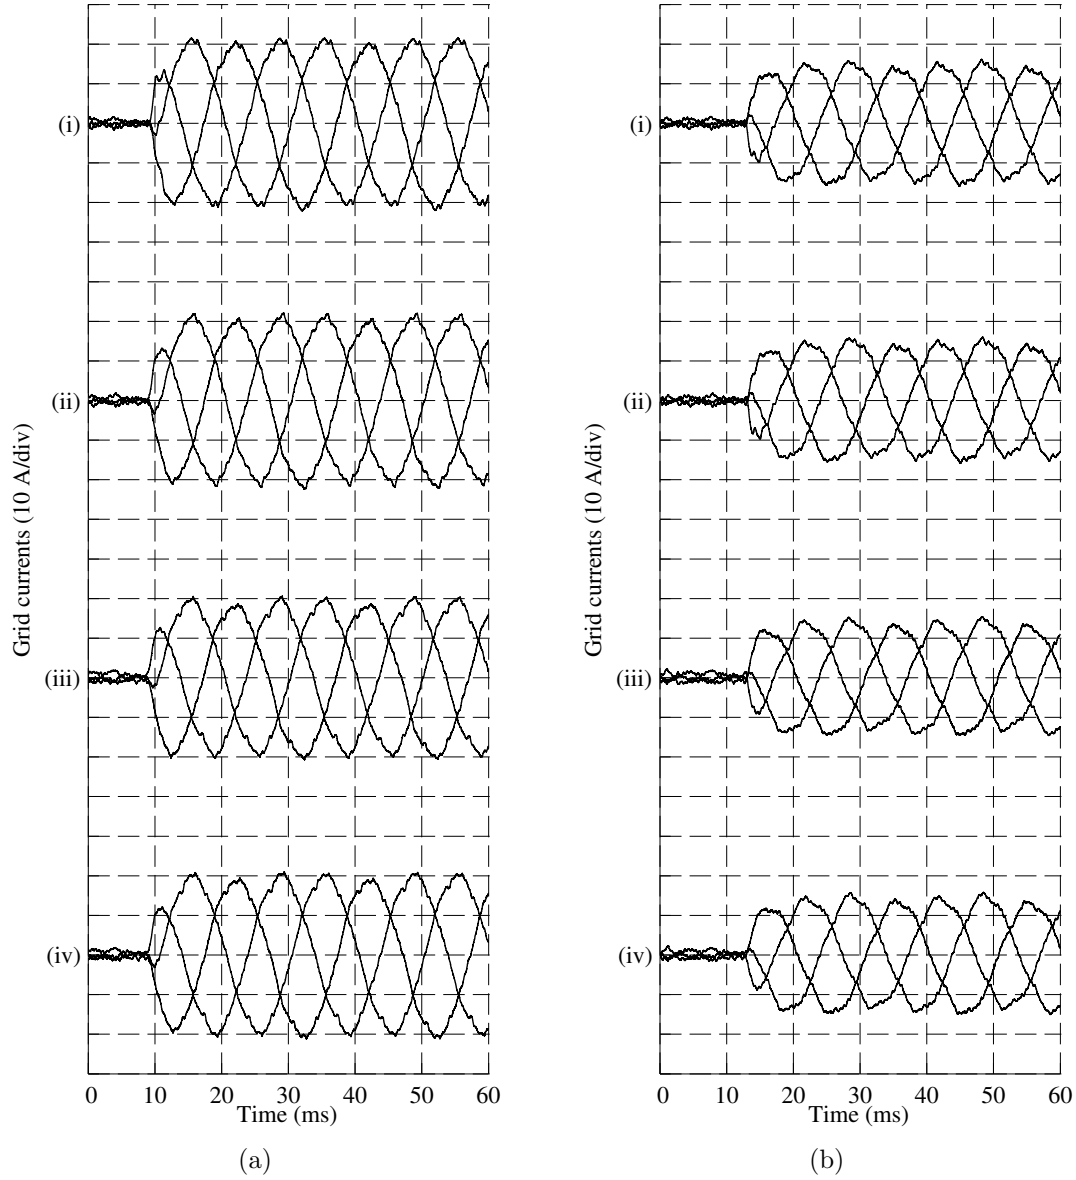 Grid currents (10 A/div)
(i)
(ii)
(iii)
(iv)
0 10 20 30 40 50 60
Time (ms)
(a)
Grid currents (10 A/div)
(i)
(ii)
(iii)
(iv)
0 10 20 30 40 50 60
Time (ms)
(b)